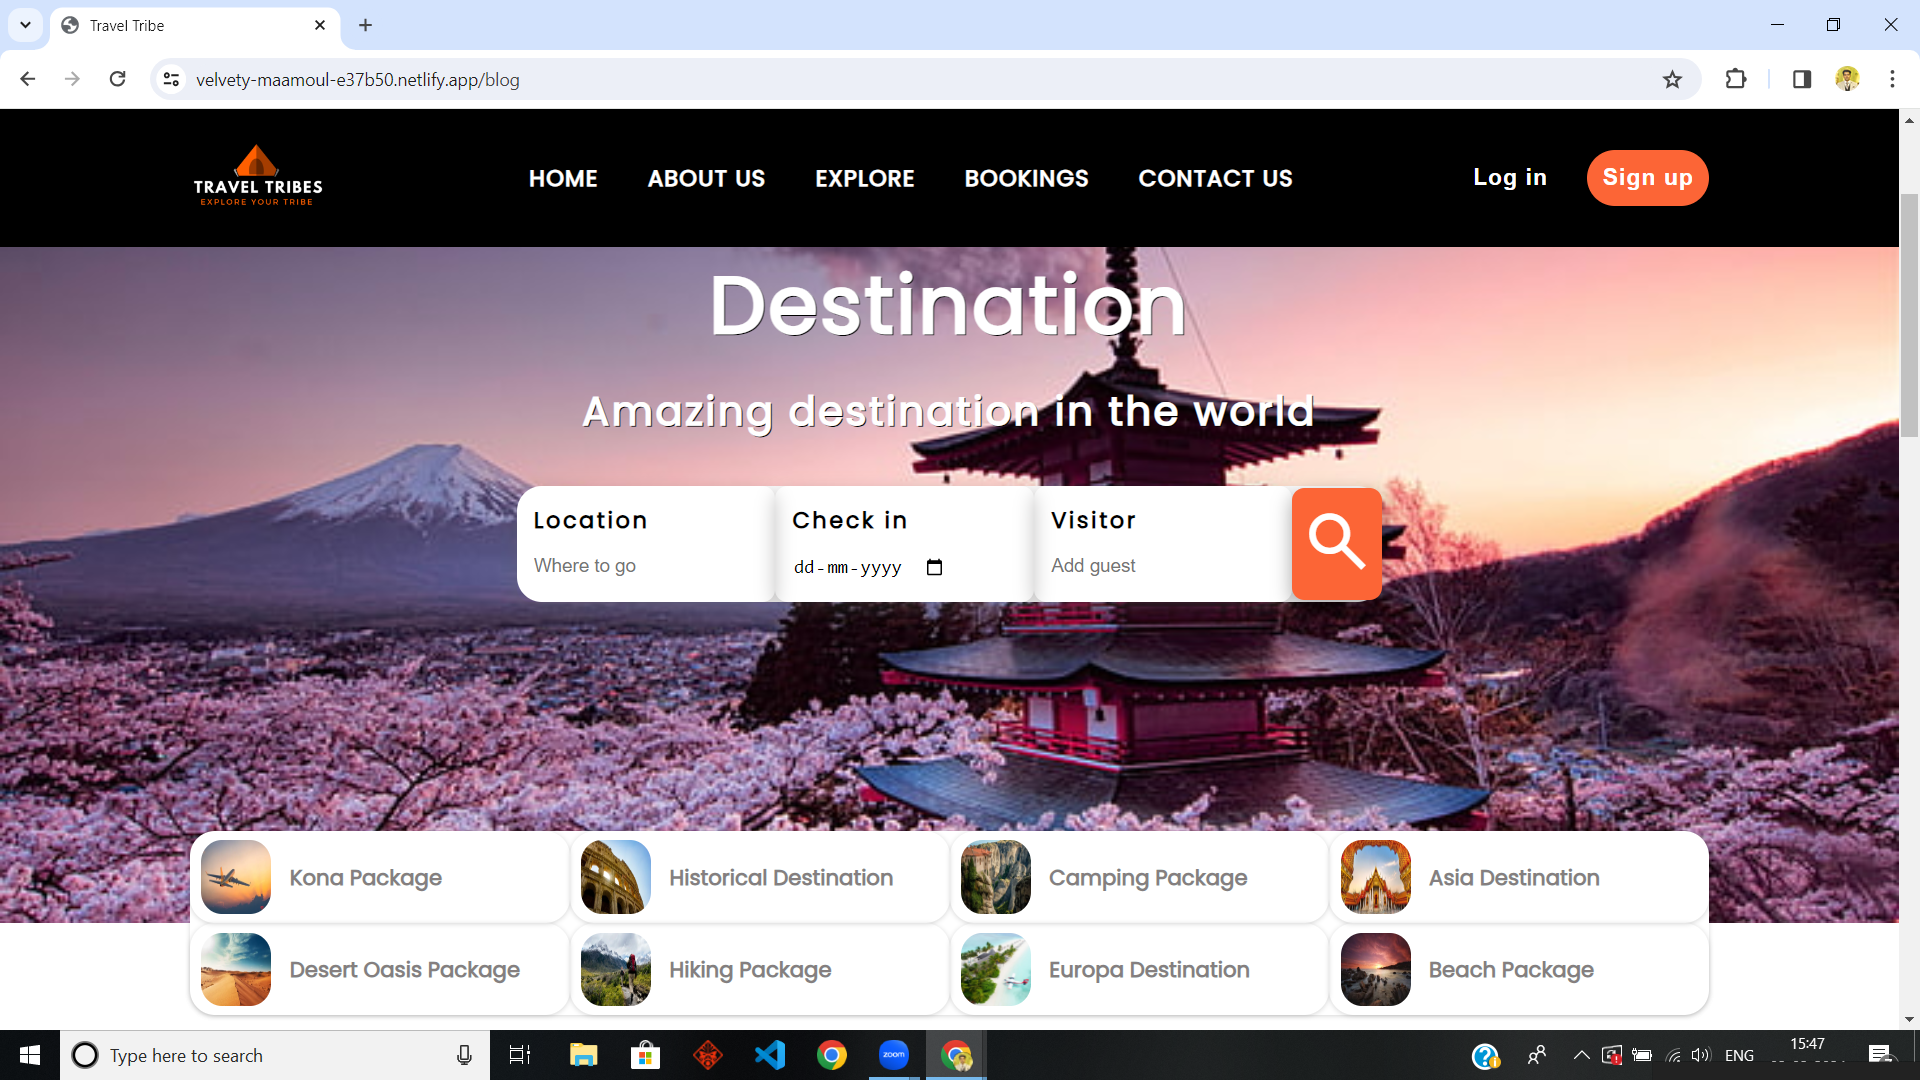 Travel Tribe
velvety-maamoul-e37b50.netlify.app/blog
TRAVEL TRIBES
EXPLORE YOUR TRIBE
HOME ABOUT US EXPLORE BOOKINGS CONTACT US Log in Sign up
Destination
Amazing destination in the world
Location Check in Visitor
Where to go dd-mm-yyyy Add guest
Kona Package Historical Destination Camping Package Asia Destination
Desert Oasis Package Hiking Package Europa Destination Beach Package
Type here to search
zoom
ENG
15:47